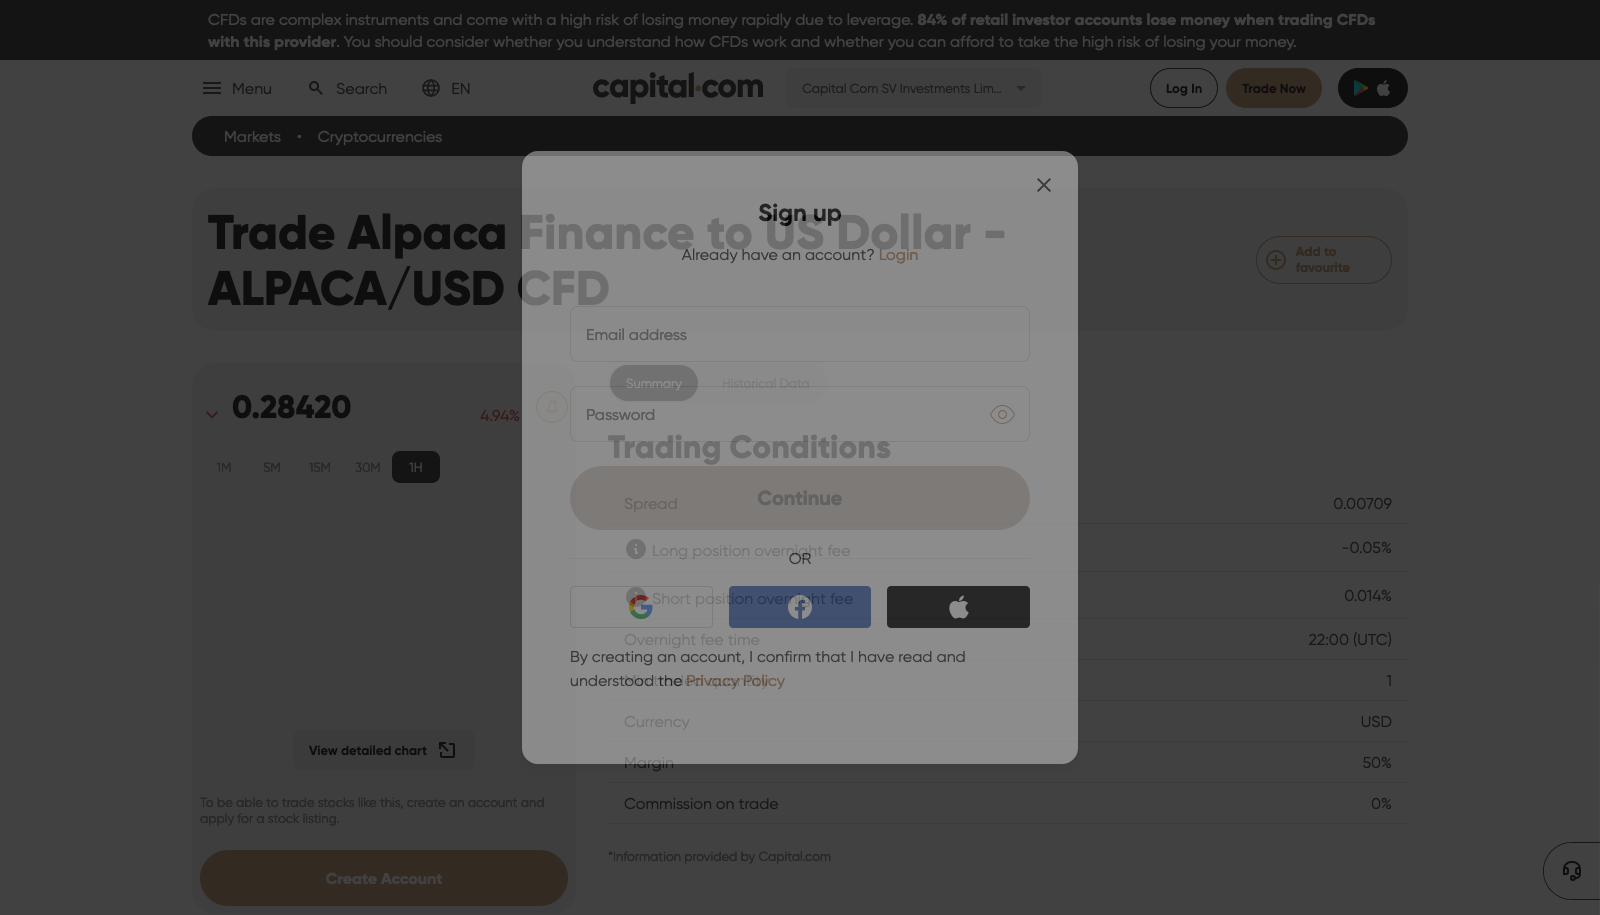 CFDs are complex instruments and come with a high risk of losing money rapidly due to leverage. 84% of retail investor accounts lose money when trading CFDs
with this provider. You should consider whether you understand how CFDs work and whether you can afford to take the high risk of losing your money.
Menu
Search
EN
capital.com
Capital Com SV Investments Lim...
Log In
Trade Now
Markets • Cryptocurrencies
Trade Alpaca Finance to US Dollar -
ALPACA/USD CFD
Add to
favourite
0.28420
4.94%
1M 5M 15M 30M 1H
View detailed chart
To be able to trade stocks like this, create an account and
apply for a stock listing.
Create Account
Summary
Historical Data
Trading Conditions
Spread 0.00709
Long position overnight fee -0.05%
Short position overnight fee 0.014%
Overnight fee time 22:00 (UTC)
1
Currency USD
Margin 50%
Commission on trade 0%
*Information provided by Capital.com
Sign up
Already have an account? Login
Email address
Password
Continue
OR
By creating an account, I confirm that I have read and
understood the Privacy Policy